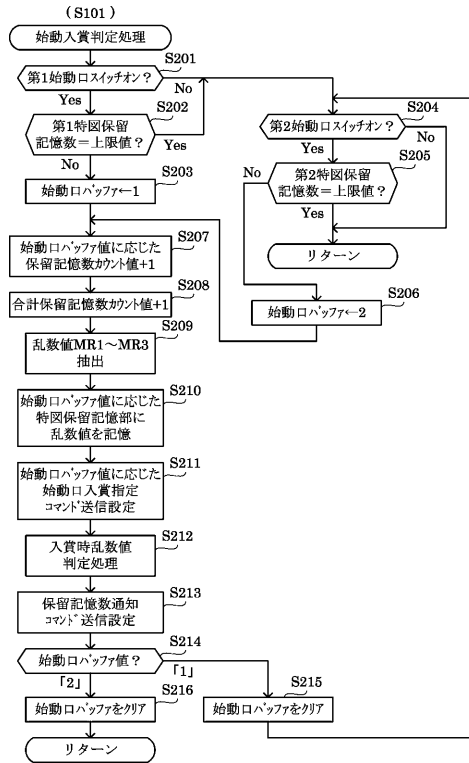 (S101)
始動入賞判定処理
S201
第1始動口スイッチオン?
No
Yes
S202
第1特図保留
記憶数=上限値?
Yes
No
S203
始動口バッファ←1
S204
第2始動口スイッチオン?
No
Yes
S205
No
第2特図保留
記憶数=上限値?
Yes
リターン
S206
始動口バッファ←2
S207
始動口バッファ値に応じた
保留記憶数カウント値+1
S208
合計保留記憶数カウント値+1
S209
乱数値MR1~MR3
抽出
S210
始動口バッファ値に応じた
特図保留記憶部に
乱数値を記憶
S211
始動口バッファ値に応じた
始動口入賞指定
コマンド送信設定
S212
入賞時乱数値
判定処理
S213
保留記憶数通知
コマンド送信設定
S214
始動口バッファ値?
「1」
「2」
S216
始動口バッファをクリア
S215
始動口バッファをクリア
リターン